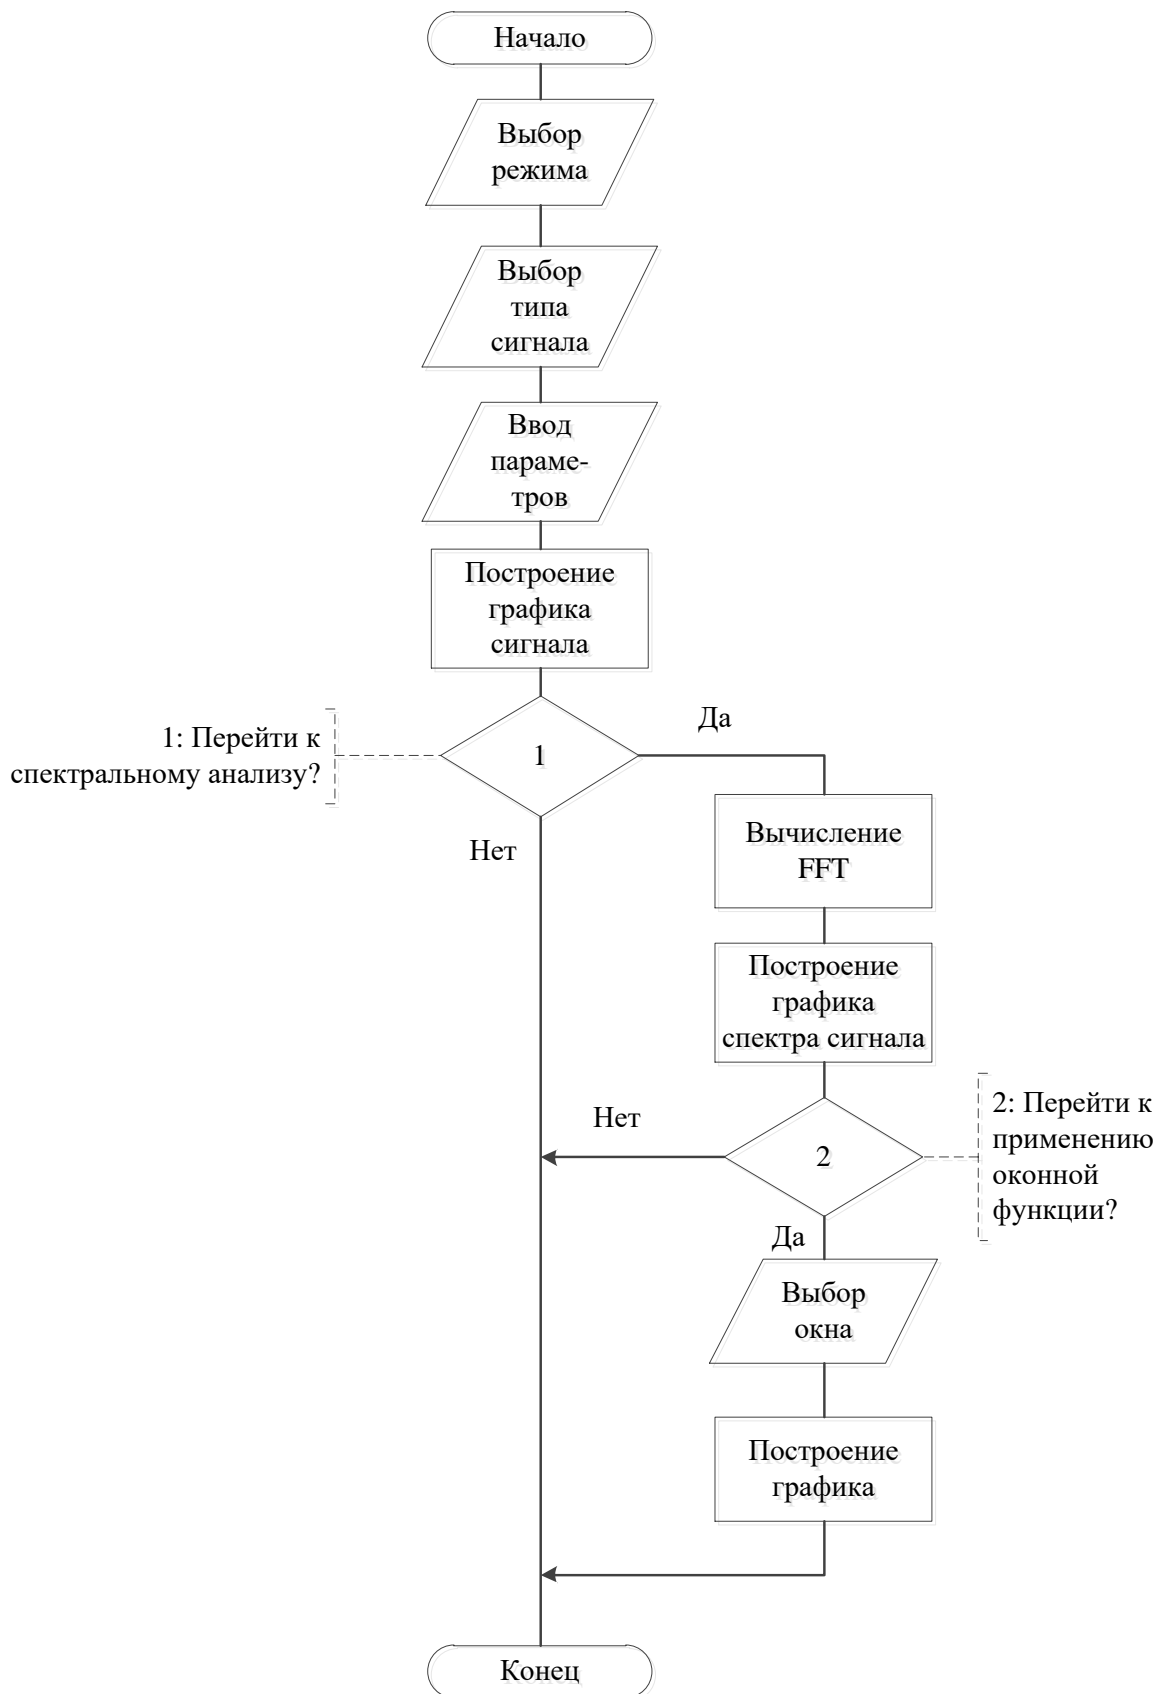 Начало
Выбор
режима
Выбор
типа
сигнала
Ввод
параме-
тров
Построение
графика
сигнала
1: Перейти к
спектральному анализу?
1
Да
Нет
Вычисление
FFT
Построение
графика
спектра сигнала
Нет
2
2: Перейти к
применению
оконной
функции?
Да
Выбор
окна
Построение
графика
Конец